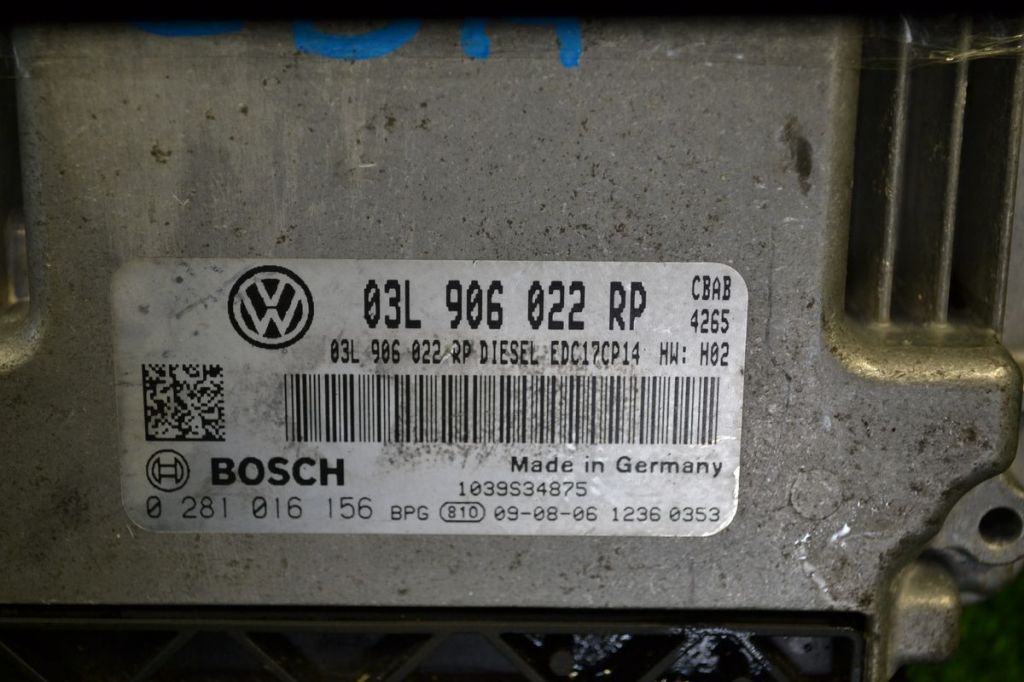 03L 906 022 RP
CBAB
4265
03L 906 022 RP DIESEL EDC17CP14 HW: H02
BOSCH
Made in Germany
1039S34875
0 281 016 156 BPG 810 09-08-06 1236 0353